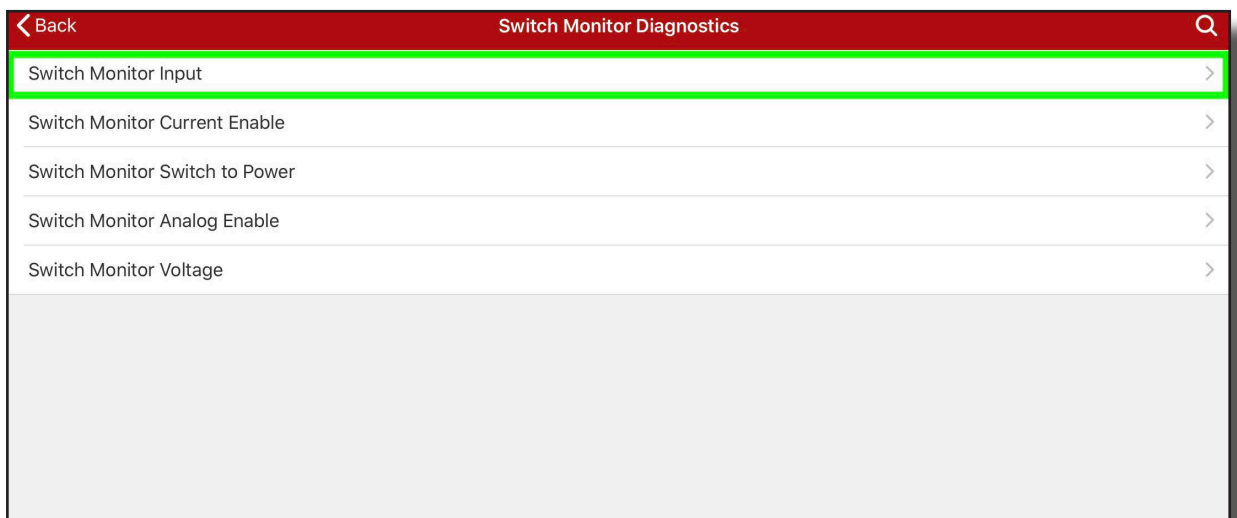 Back
Switch Monitor Diagnostics
Switch Monitor Input
Switch Monitor Current Enable
Switch Monitor Switch to Power
Switch Monitor Analog Enable
Switch Monitor Voltage